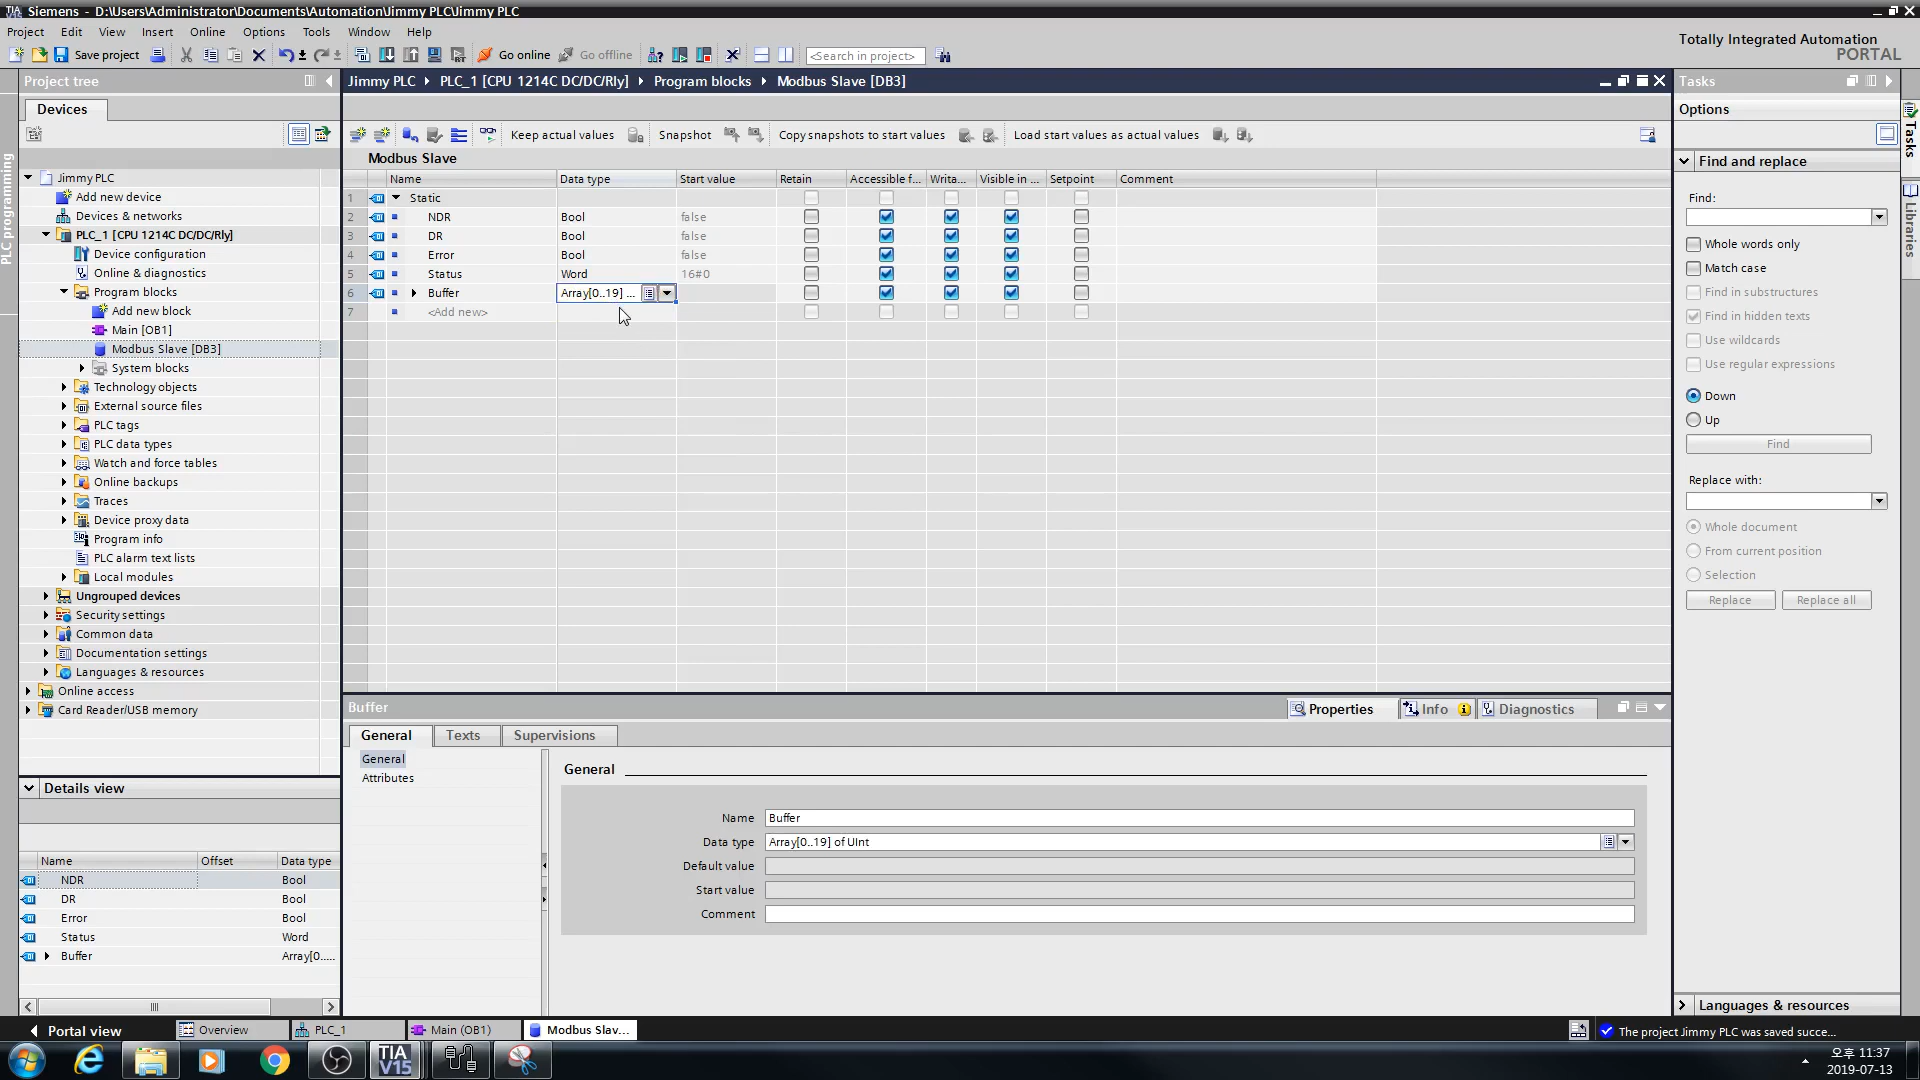 Siemens - D:\Users\Administrator\Documents\Automation\Jimmy PLC\Jimmy PLC
Project Edit View Insert Online Options Tools Window Help
Save project Go online Go offline <Search in project>
Totally Integrated Automation
PORTAL
Project tree
Devices
PLC programming
Jimmy PLC
Add new device
Devices & networks
PLC_1 [CPU 1214C DC/DC/Rly]
Device configuration
Online & diagnostics
Program blocks
Add new block
Main [OB1]
Modbus Slave [DB3]
System blocks
Technology objects
External source files
PLC tags
PLC data types
Watch and force tables
Online backups
Traces
Device proxy data
Program info
PLC alarm text lists
Local modules
Ungrouped devices
Security settings
Common data
Documentation settings
Languages & resources
Online access
Card Reader/USB memory
Details view
Name Offset Data type
NDR Bool
DR Bool
Error Bool
Status Word
Buffer Array[0.....
Jimmy PLC PLC_1 [CPU 1214C DC/DC/Rly] Program blocks Modbus Slave [DB3]
Keep actual values Snapshot Copy snapshots to start values Load start values as actual values
Modbus Slave
Name Data type Start value Retain Accessible f... Writa... Visible in ... Setpoint Comment
1 Static
2 NDR Bool false
3 DR Bool false
4 Error Bool false
5 Status Word 16#0
6 Buffer Array[0..19] ...
7 <Add new>
Buffer
Properties Info Diagnostics
General Texts Supervisions
General
Attributes
General
Name Buffer
Data type Array[0..19] of UInt
Default value
Start value
Comment
Tasks
Options
Find and replace
Find:
Whole words only
Match case
Find in substructures
Find in hidden texts
Use wildcards
Use regular expressions
Down
Up
Find
Replace with:
Whole document
From current position
Selection
Replace Replace all
Languages & resources
Tasks
Libraries
Portal view Overview PLC_1 Main (OB1) Modbus Slav...
The project Jimmy PLC was saved succe...
TIA
V15
오후 11:37
2019-07-13